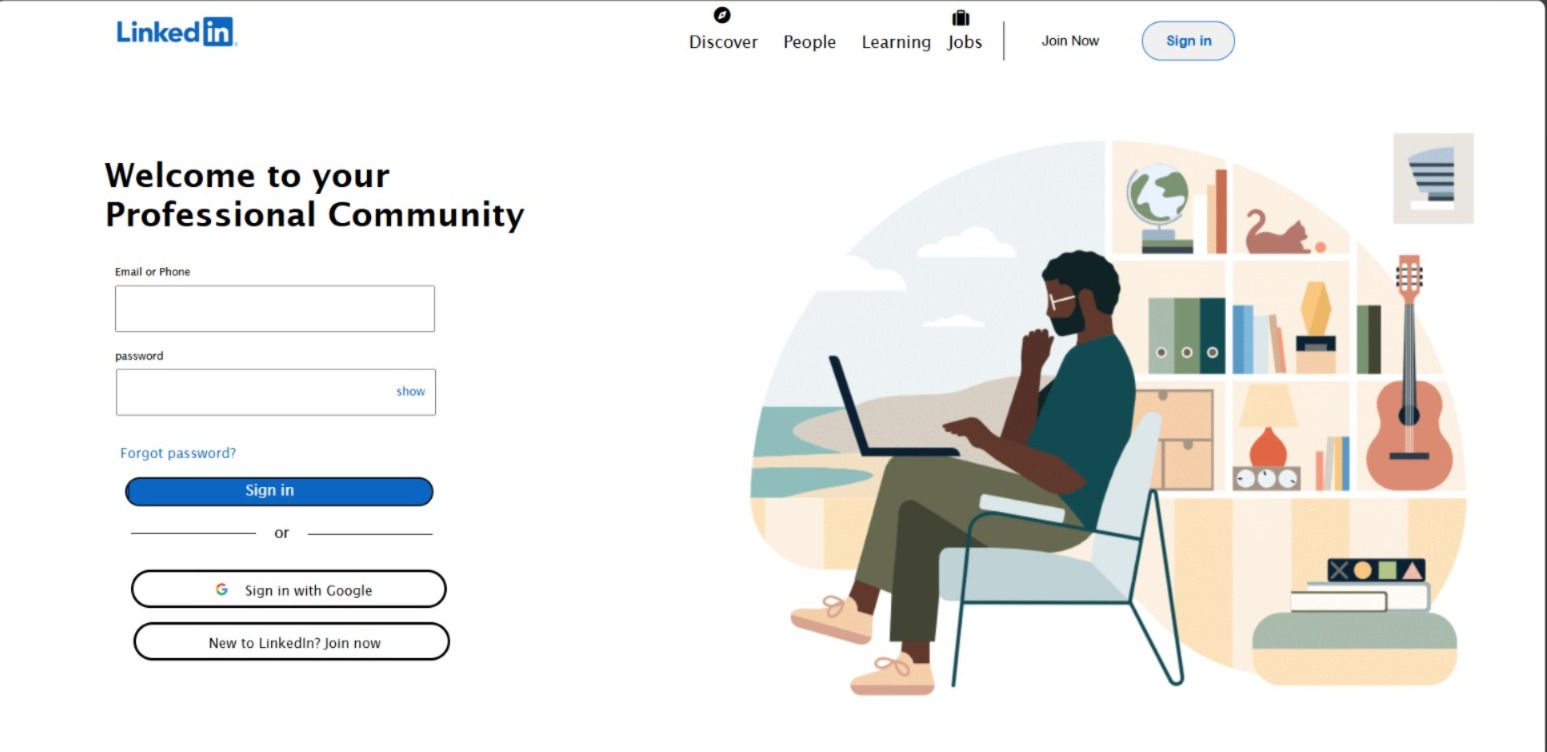 LinkedIn
Discover People Learning Jobs Join Now Sign in
Welcome to your
Professional Community
Email or Phone
password
show
Forgot password?
Sign in
or
Sign in with Google
New to LinkedIn? Join now